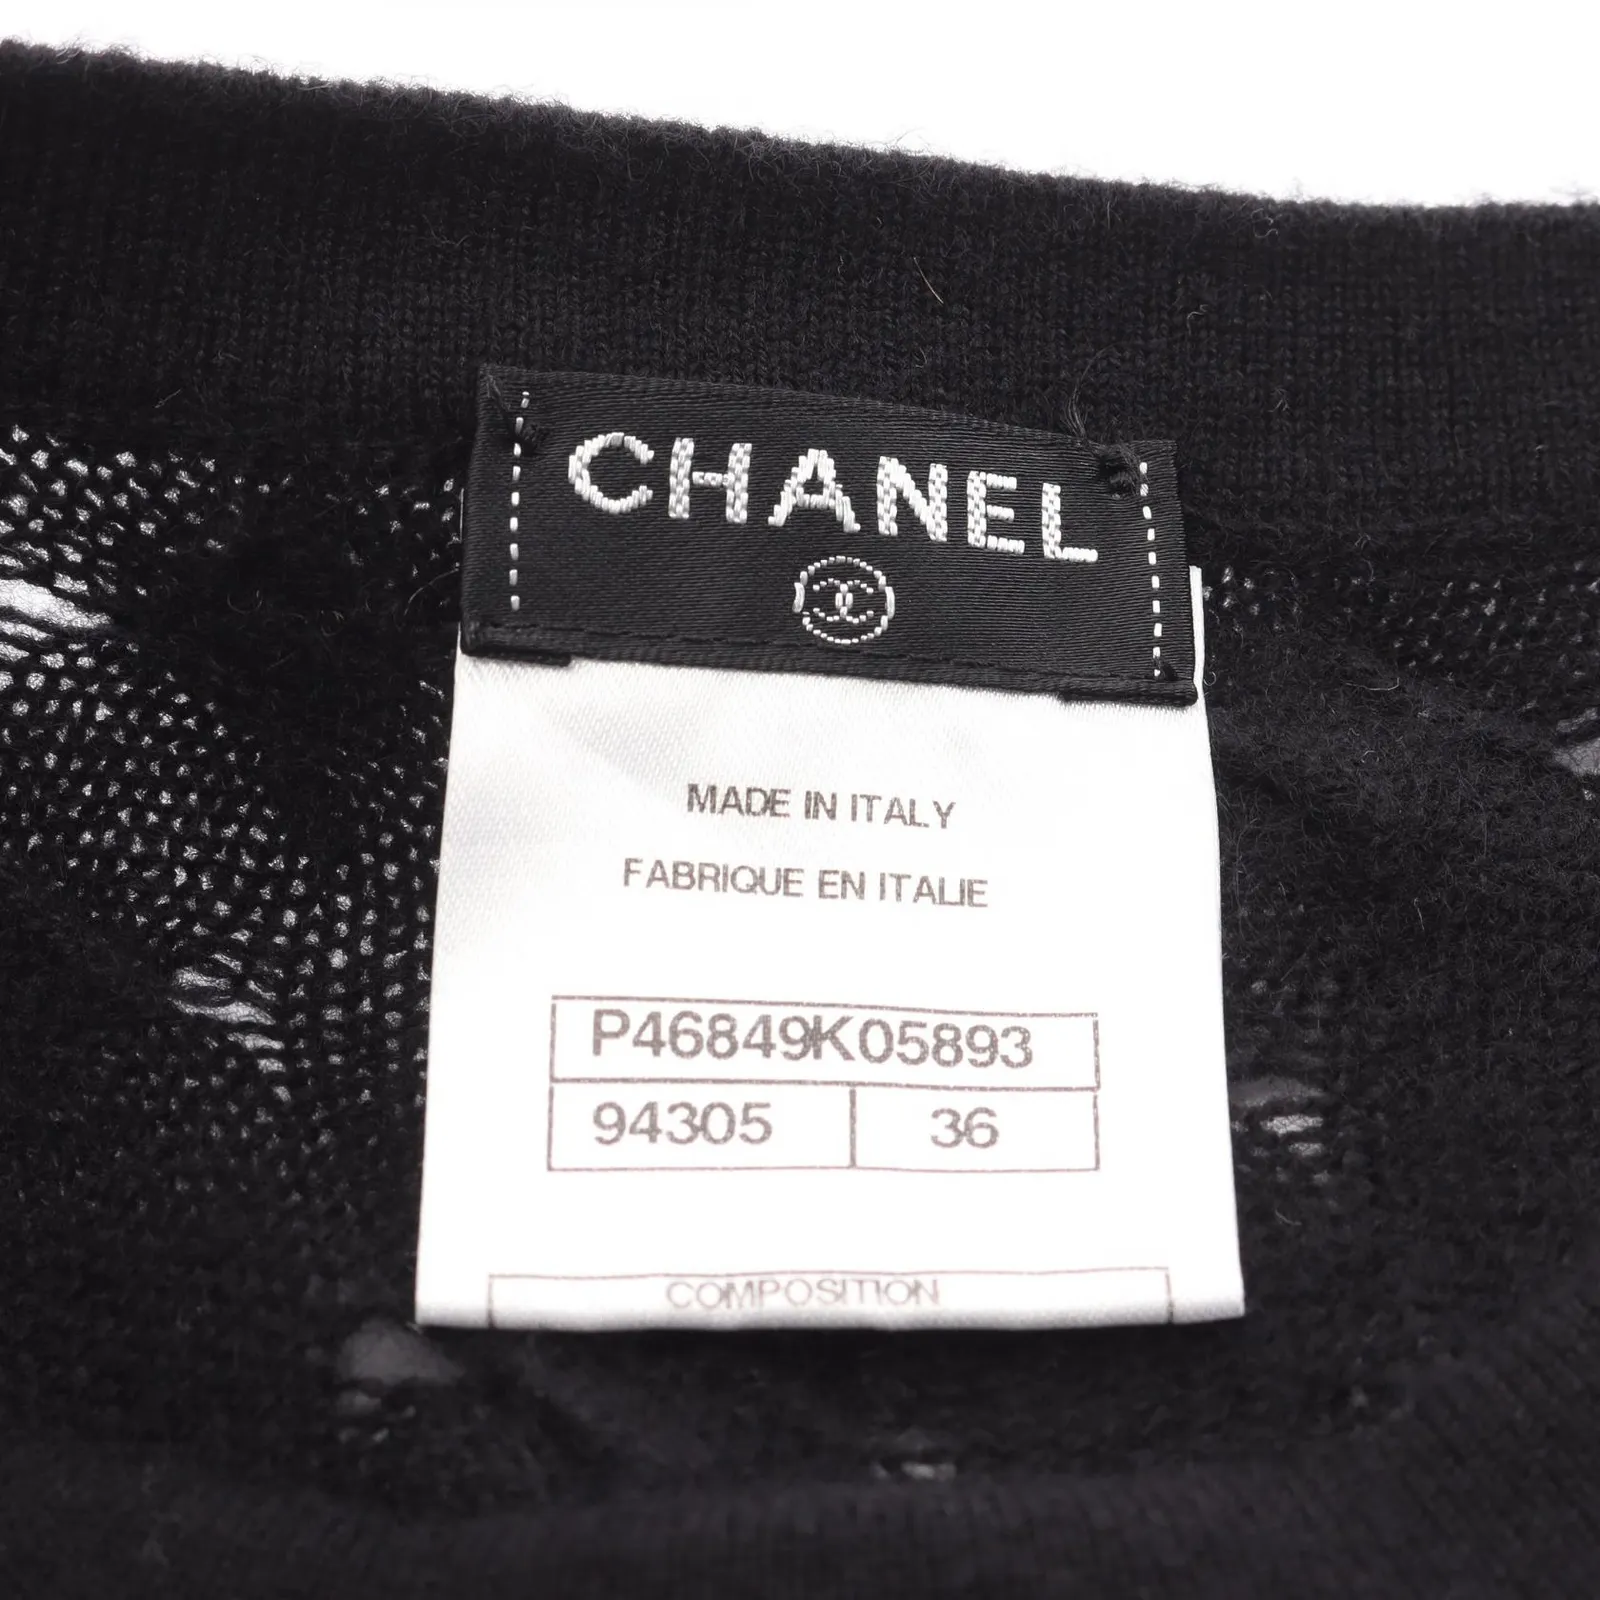 CHANEL
MADE IN ITALY
FABRIQUE EN ITALIE
P46849K05893
94305 36
COMPOSITION